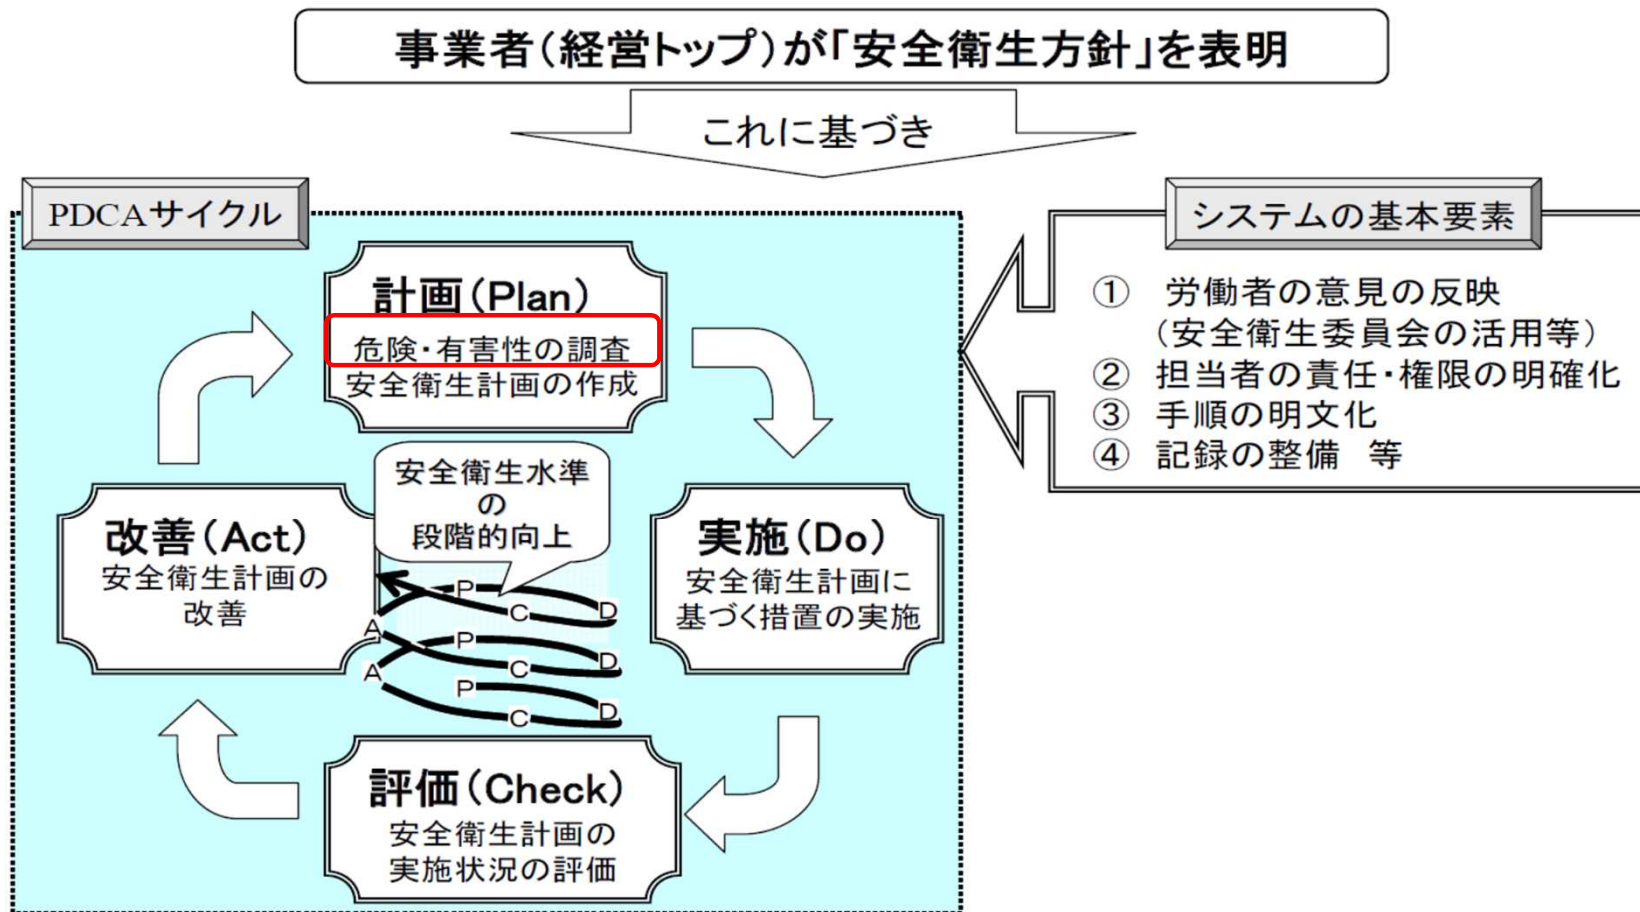 事業者(経営トップ)が「安全衛生方針」を表明
これに基づき
PDCAサイクル
計画(Plan)
危険・有害性の調査
安全衛生計画の作成
実施(Do)
安全衛生計画に
基づく措置の実施
評価(Check)
安全衛生計画の
実施状況の評価
改善(Act)
安全衛生計画の
改善
安全衛生水準
の
段階的向上
P
C
D
A
P
C
D
A
P
C
D
システムの基本要素
① 労働者の意見の反映
(安全衛生委員会の活用等)
② 担当者の責任・権限の明確化
③ 手順の明文化
④ 記録の整備 等